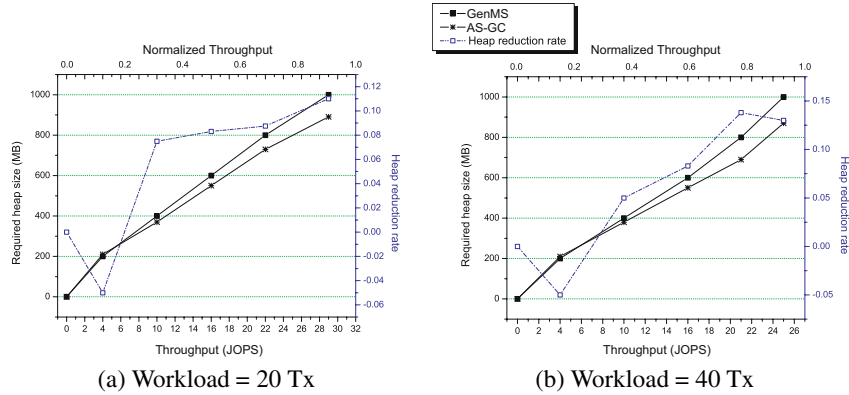 GenMS
AS-GC
Heap reduction rate
Normalized Throughput
0.0 0.2 0.4 0.6 0.8 1.0
1000
800
600
400
200
0
Required heap size (MB)
0.12
0.10
0.08
0.06
0.04
0.02
0.00
-0.02
-0.04
-0.06
Heap reduction rate
0 2 4 6 8 10 12 14 16 18 20 22 24 26 28 30 32
Throughput (JOPS)
(a) Workload = 20 Tx
Normalized Throughput
0.0 0.2 0.4 0.6 0.8 1.0
1000
800
600
400
200
0
Required heap size (MB)
0.15
0.10
0.05
0.00
-0.05
Heap reduction rate
0 2 4 6 8 10 12 14 16 18 20 22 24 26
Throughput (JOPS)
(b) Workload = 40 Tx